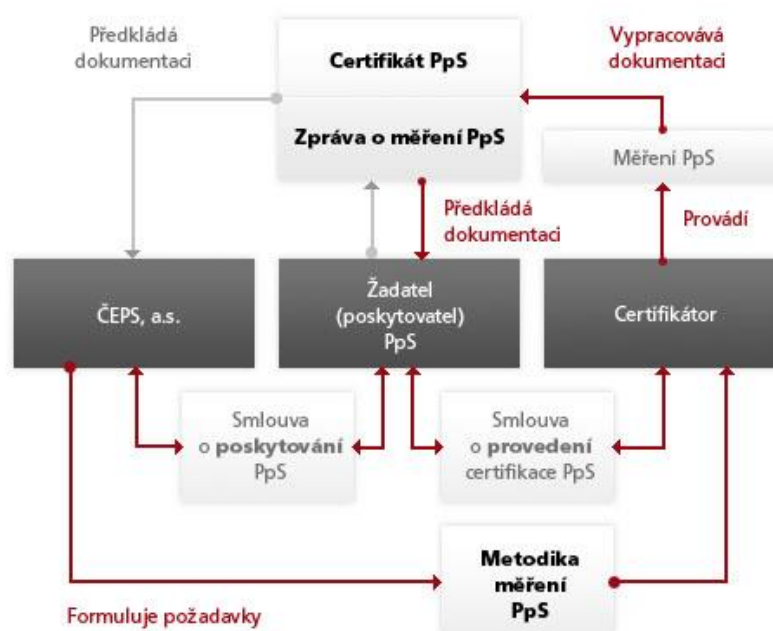 Předkládá
dokumentaci
Certifikát PpS
Vypracovává
dokumentaci
Zpráva o měření PpS
Měření PpS
Předkládá
dokumentaci
Provádí
ČEPS, a.s.
Žadatel
(poskytovatel)
PpS
Certifikátor
Smlouva
o poskytování
PpS
Smlouva
o provedení
certifikace PpS
Metodika
měření
PpS
Formuluje požadavky